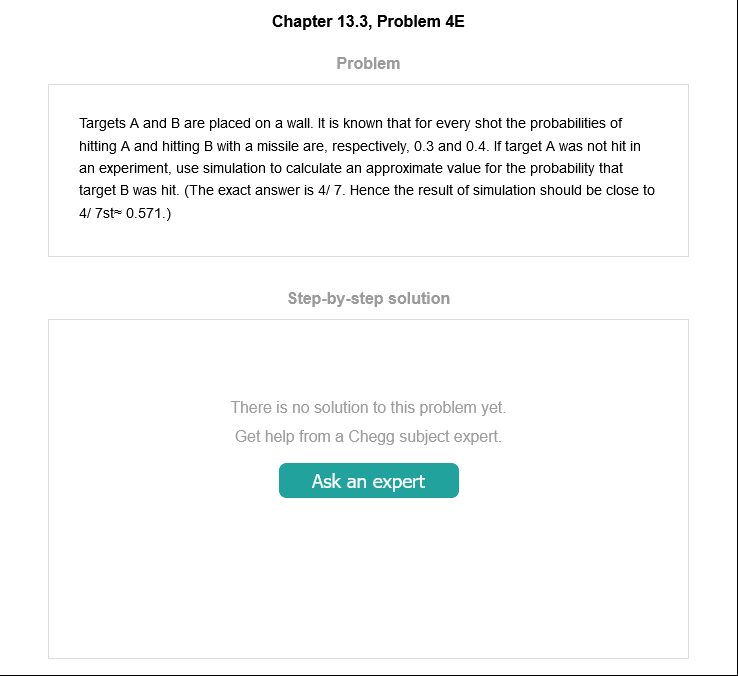 Chapter 13.3, Problem 4E
Problem
Targets A and B are placed on a wall. It is known that for every shot the probabilities of
hitting A and hitting B with a missile are, respectively, 0.3 and 0.4. If target A was not hit in
an experiment, use simulation to calculate an approximate value for the probability that
target B was hit. (The exact answer is 4/ 7. Hence the result of simulation should be close to
4/ 7st≈ 0.571.)
Step-by-step solution
There is no solution to this problem yet.
Get help from a Chegg subject expert.
Ask an expert